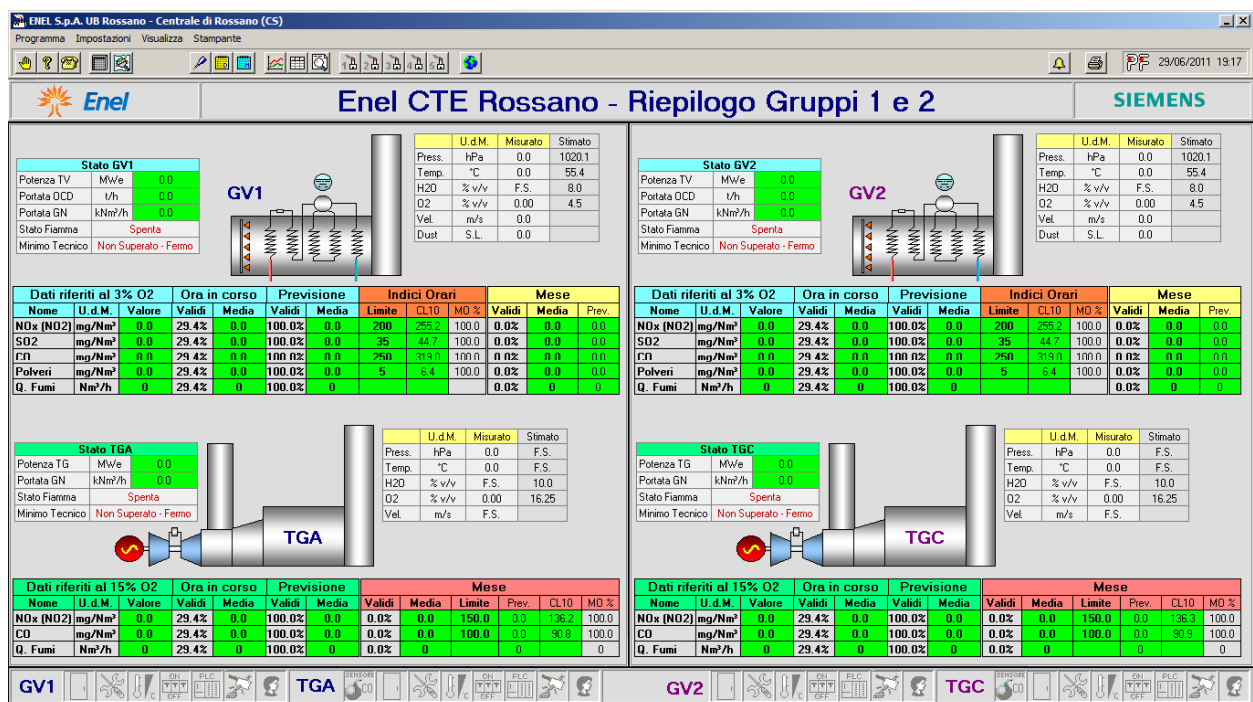 ENEL S.p.A. UB Rossano - Centrale di Rossano (CS)
Programma Impostazioni Visualizza Stampante
29/06/2011 19:17
Enel
Enel CTE Rossano - Riepilogo Gruppi 1 e 2
SIEMENS
Stato GV1
Potenza TV MWe 0.0
Portata OCD t/h 0.0
Portata GN kNm³/h 0.0
Stato Fiamma Spenta
Minimo Tecnico Non Superato - Fermo
GV1
U.d.M. Misurato Stimato
Press. hPa 0.0 1020.1
Temp. °C 0.0 55.4
H2O % v/v F.S. 8.0
O2 % v/v 0.00 4.5
Vel. m/s 0.0
Dust S.L. 0.0
Dati riferiti al 3% O2 Ora in corso Previsione Indici Orari Mese
Nome U.d.M. Valore Validi Media Validi Media Limite CL10 MO % Validi Media Prev.
NOx (NO2) mg/Nm³ 0.0 29.4% 0.0 100.0% 0.0 200 255.2 100.0 0.0% 0.0 0.0
SO2 mg/Nm³ 0.0 29.4% 0.0 100.0% 0.0 35 44.7 100.0 0.0% 0.0 0.0
CO mg/Nm³ 0.0 29.4% 0.0 100.0% 0.0 250 319.0 100.0 0.0% 0.0 0.0
Polveri mg/Nm³ 0.0 29.4% 0.0 100.0% 0.0 5 6.4 100.0 0.0% 0.0 0.0
Q. Fumi Nm³/h 0 29.4% 0 100.0% 0 0.0% 0 0
Stato GV2
Potenza TV MWe 0.0
Portata OCD t/h 0.0
Portata GN kNm³/h 0.0
Stato Fiamma Spenta
Minimo Tecnico Non Superato - Fermo
GV2
U.d.M. Misurato Stimato
Press. hPa 0.0 1020.1
Temp. °C 0.0 55.4
H2O % v/v F.S. 8.0
O2 % v/v 0.00 4.5
Vel. m/s 0.0
Dust S.L. 0.0
Dati riferiti al 3% O2 Ora in corso Previsione Indici Orari Mese
Nome U.d.M. Valore Validi Media Validi Media Limite CL10 MO % Validi Media Prev.
NOx (NO2) mg/Nm³ 0.0 29.4% 0.0 100.0% 0.0 200 255.2 100.0 0.0% 0.0 0.0
SO2 mg/Nm³ 0.0 29.4% 0.0 100.0% 0.0 35 44.7 100.0 0.0% 0.0 0.0
CO mg/Nm³ 0.0 29.4% 0.0 100.0% 0.0 250 319.0 100.0 0.0% 0.0 0.0
Polveri mg/Nm³ 0.0 29.4% 0.0 100.0% 0.0 5 6.4 100.0 0.0% 0.0 0.0
Q. Fumi Nm³/h 0 29.4% 0 100.0% 0 0.0% 0 0
Stato TGA
Potenza TG MWe 0.0
Portata GN kNm³/h 0.0
Stato Fiamma Spenta
Minimo Tecnico Non Superato - Fermo
TGA
U.d.M. Misurato Stimato
Press. hPa 0.0 F.S.
Temp. °C 0.0 F.S.
H2O % v/v F.S. 10.0
O2 % v/v 0.00 16.25
Vel. m/s F.S.
Dati riferiti al 15% O2 Ora in corso Previsione Mese
Nome U.d.M. Valore Validi Media Validi Media Validi Media Limite Prev. CL10 MO %
NOx (NO2) mg/Nm³ 0.0 29.4% 0.0 100.0% 0.0 0.0% 0.0 150.0 0.0 136.2 100.0
CO mg/Nm³ 0.0 29.4% 0.0 100.0% 0.0 0.0% 0.0 100.0 0.0 90.8 100.0
Q. Fumi Nm³/h 0 29.4% 0 100.0% 0 0.0% 0 0 0
Stato TGC
Potenza TG MWe 0.0
Portata GN kNm³/h 0.0
Stato Fiamma Spenta
Minimo Tecnico Non Superato - Fermo
TGC
U.d.M. Misurato Stimato
Press. hPa 0.0 F.S.
Temp. °C 0.0 F.S.
H2O % v/v F.S. 10.0
O2 % v/v 0.00 16.25
Vel. m/s F.S.
Dati riferiti al 15% O2 Ora in corso Previsione Mese
Nome U.d.M. Valore Validi Media Validi Media Validi Media Limite Prev. CL10 MO %
NOx (NO2) mg/Nm³ 0.0 29.4% 0.0 100.0% 0.0 0.0% 0.0 150.0 0.0 136.3 100.0
CO mg/Nm³ 0.0 29.4% 0.0 100.0% 0.0 0.0% 0.0 100.0 0.0 90.9 100.0
Q. Fumi Nm³/h 0 29.4% 0 100.0% 0 0.0% 0 0 0
GV1 °C ON OFF PLC TGA SENSORE CO °C ON OFF PLC GV2 °C ON OFF PLC TGC SENSORE CO °C ON OFF PLC